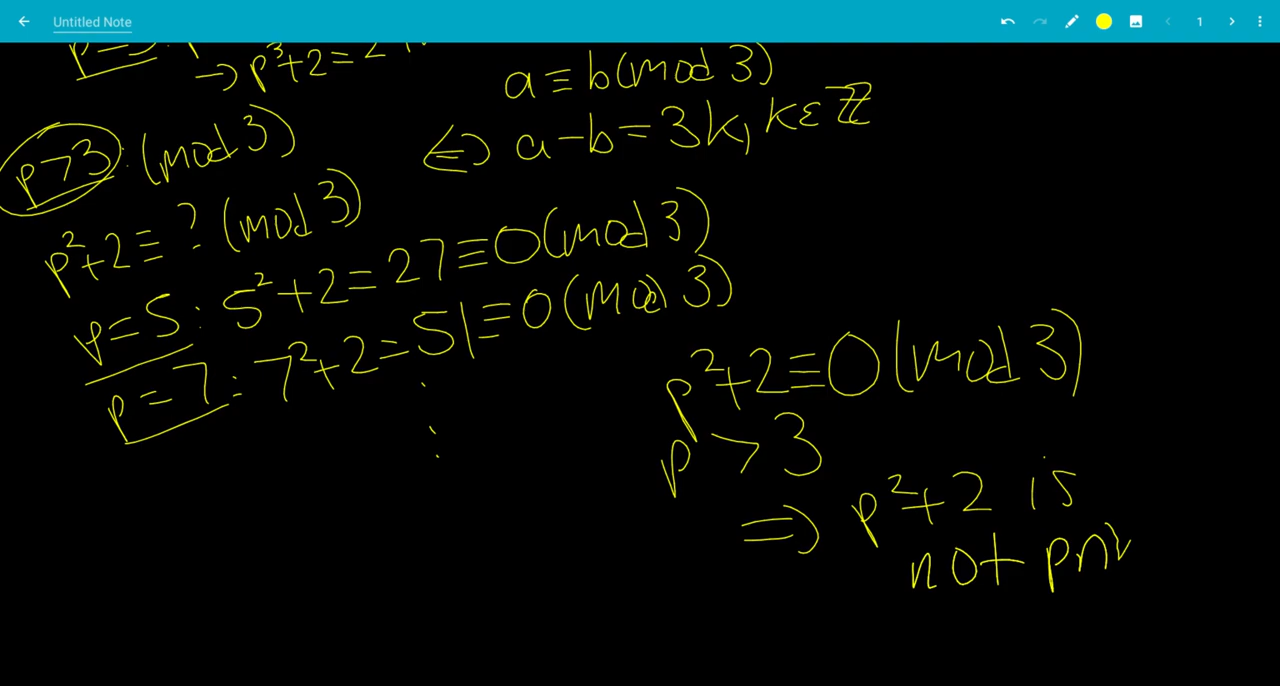 Untitled Note
1
→ p³+2=2
a ≡ b (mod 3)
⇔ a-b=3k, k∈ℤ
p>3: (mod 3)
p²+2 ≡ ? (mod 3)
p=5: 5²+2=27≡0 (mod 3)
p=7: 7²+2=51≡0 (mod 3)
p²+2≡0 (mod 3)
p > 3
⇒ p²+2 is
not prim